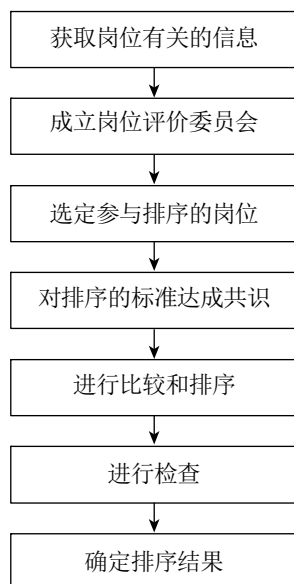 获取岗位有关的信息
成立岗位评价委员会
选定参与排序的岗位
对排序的标准达成共识
进行比较和排序
进行检查
确定排序结果